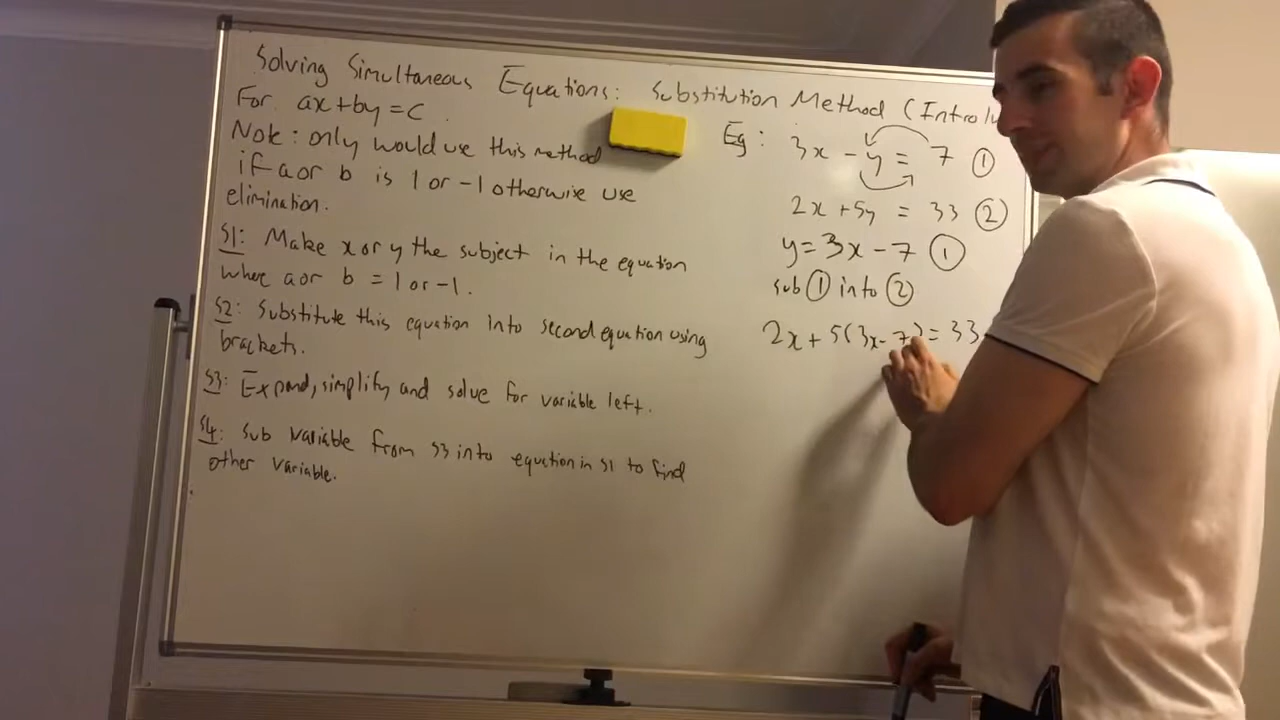 Solving Simultaneous Equations: Substitution Method (Introdu
For ax+by=c
Note: only would use this method
if a or b is 1 or -1 otherwise use
elimination.
S1: Make x or y the subject in the equation
where a or b = 1 or -1.
S2: Substitute this equation into second equation using
brackets.
S3: Expand, simplify and solve for variable left.
S4: Sub variable from S3 into equation in S1 to find
other variable.
Eg: 3x - y = 7 ①
2x + 5y = 33 ②
y = 3x - 7 ①
sub ① into ②
2x + 5(3x - 7) = 33